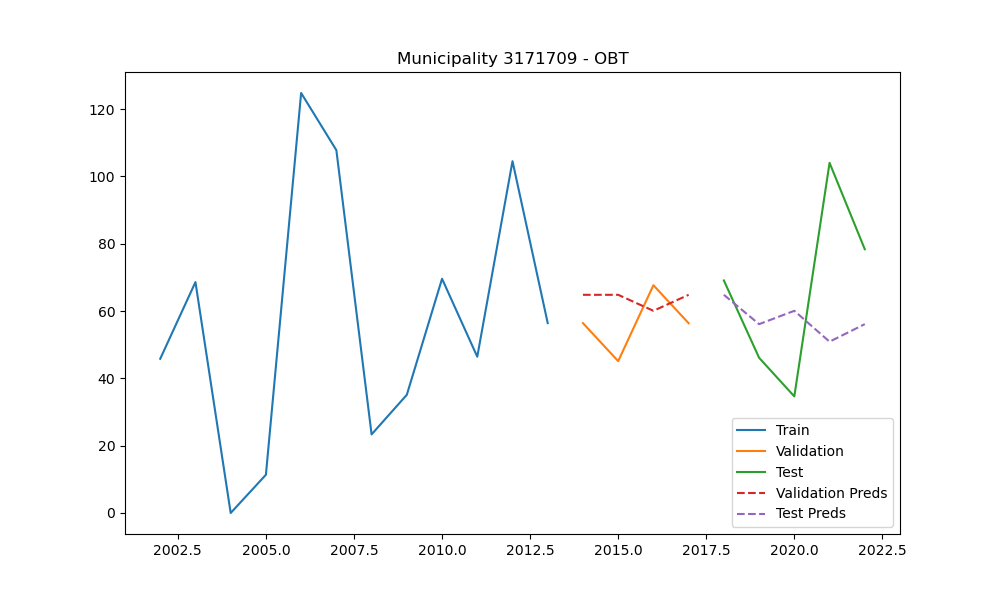 Municipality 3171709 - OBT
120
100
80
60
40
20
0
2002.5 2005.0 2007.5 2010.0 2012.5 2015.0 2017.5 2020.0 2022.5
Train
Validation
Test
Validation Preds
Test Preds